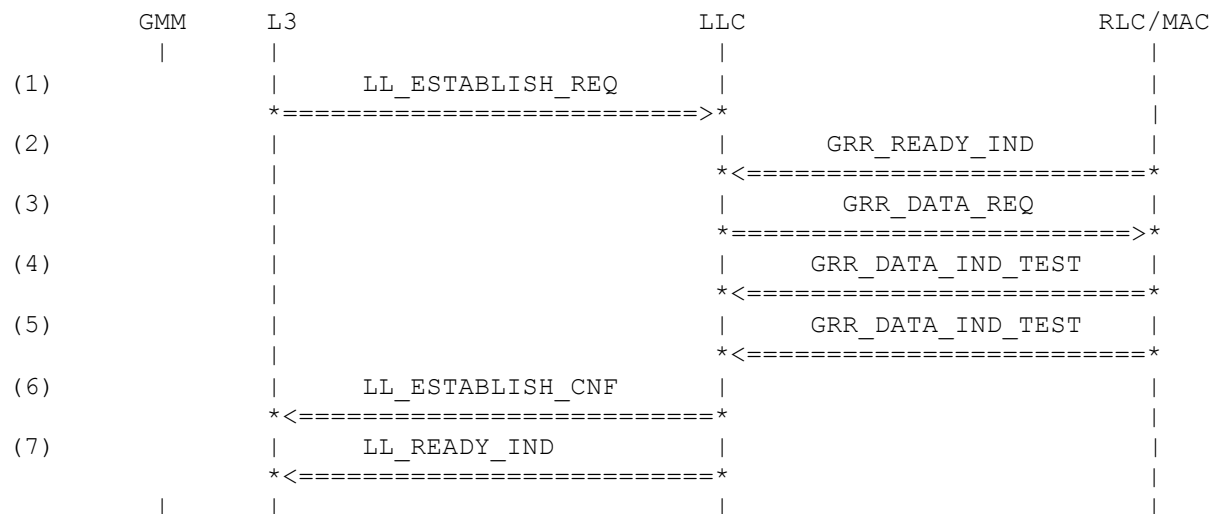 GMM L3 LLC RLC/MAC
| | | |
(1) | LL_ESTABLISH_REQ | |
*==========================>* |
(2) | | GRR_READY_IND |
| *<=========================*
(3) | | GRR_DATA_REQ |
| *=========================>*
(4) | | GRR_DATA_IND_TEST |
| *<=========================*
(5) | | GRR_DATA_IND_TEST |
| *<=========================*
(6) | LL_ESTABLISH_CNF | |
*<==========================* |
(7) | LL_READY_IND | |
*<==========================* |
| | | |